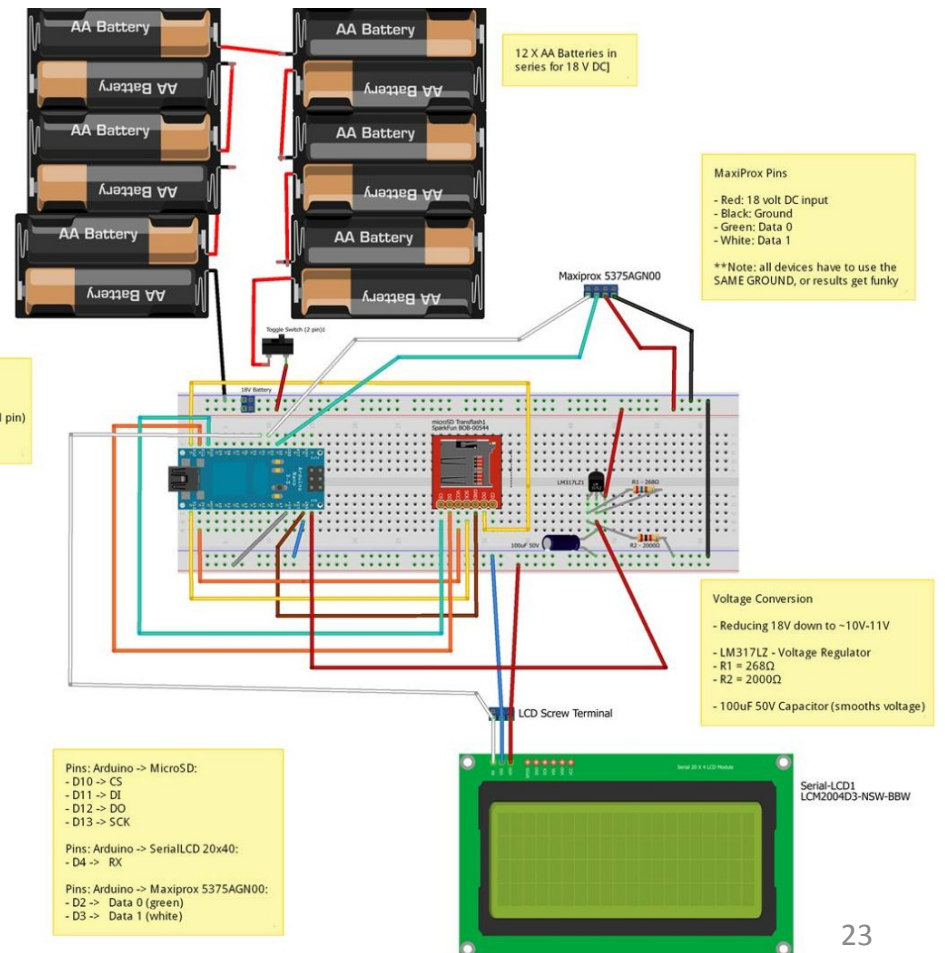 AA Battery
AA Battery
AA Battery
AA Battery
AA Battery
AA Battery
AA Battery
AA Battery
AA Battery
AA Battery
AA Battery
AA Battery
12 X AA Batteries in
series for 18 V DC]
MaxiProx Pins
- Red: 18 volt DC input
- Black: Ground
- Green: Data 0
- White: Data 1
**Note: all devices have to use the
SAME GROUND, or results get funky
Maxiprox 5375AGN00
Toggle Switch (2 pin)1
pin)
18V Battery
microSD Transflash1
SparkFun BOB-00544
LM317LZ1
R1 - 268Ω
R2 - 2000Ω
100uF 50V
Voltage Conversion
- Reducing 18V down to ~10V-11V
- LM317LZ - Voltage Regulator
- R1 = 268Ω
- R2 = 2000Ω
- 100uF 50V Capacitor (smooths voltage)
LCD Screw Terminal
Serial 20 X 4 LCD Module
Serial-LCD1
LCM2004D3-NSW-BBW
Pins: Arduino -> MicroSD:
- D10 -> CS
- D11 -> DI
- D12 -> DO
- D13 -> SCK
Pins: Arduino -> SerialLCD 20x40:
- D4 -> RX
Pins: Arduino -> Maxiprox 5375AGN00:
- D2 -> Data 0 (green)
- D3 -> Data 1 (white)
23